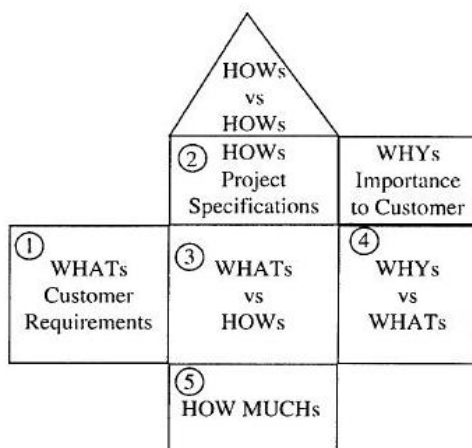 HOWs
vs
HOWs
② HOWs
Project
Specifications
WHYs
Importance
to Customer
① WHATs
Customer
Requirements
③ WHATs
vs
HOWs
④
WHYs
vs
WHATs
⑤
HOW MUCHs